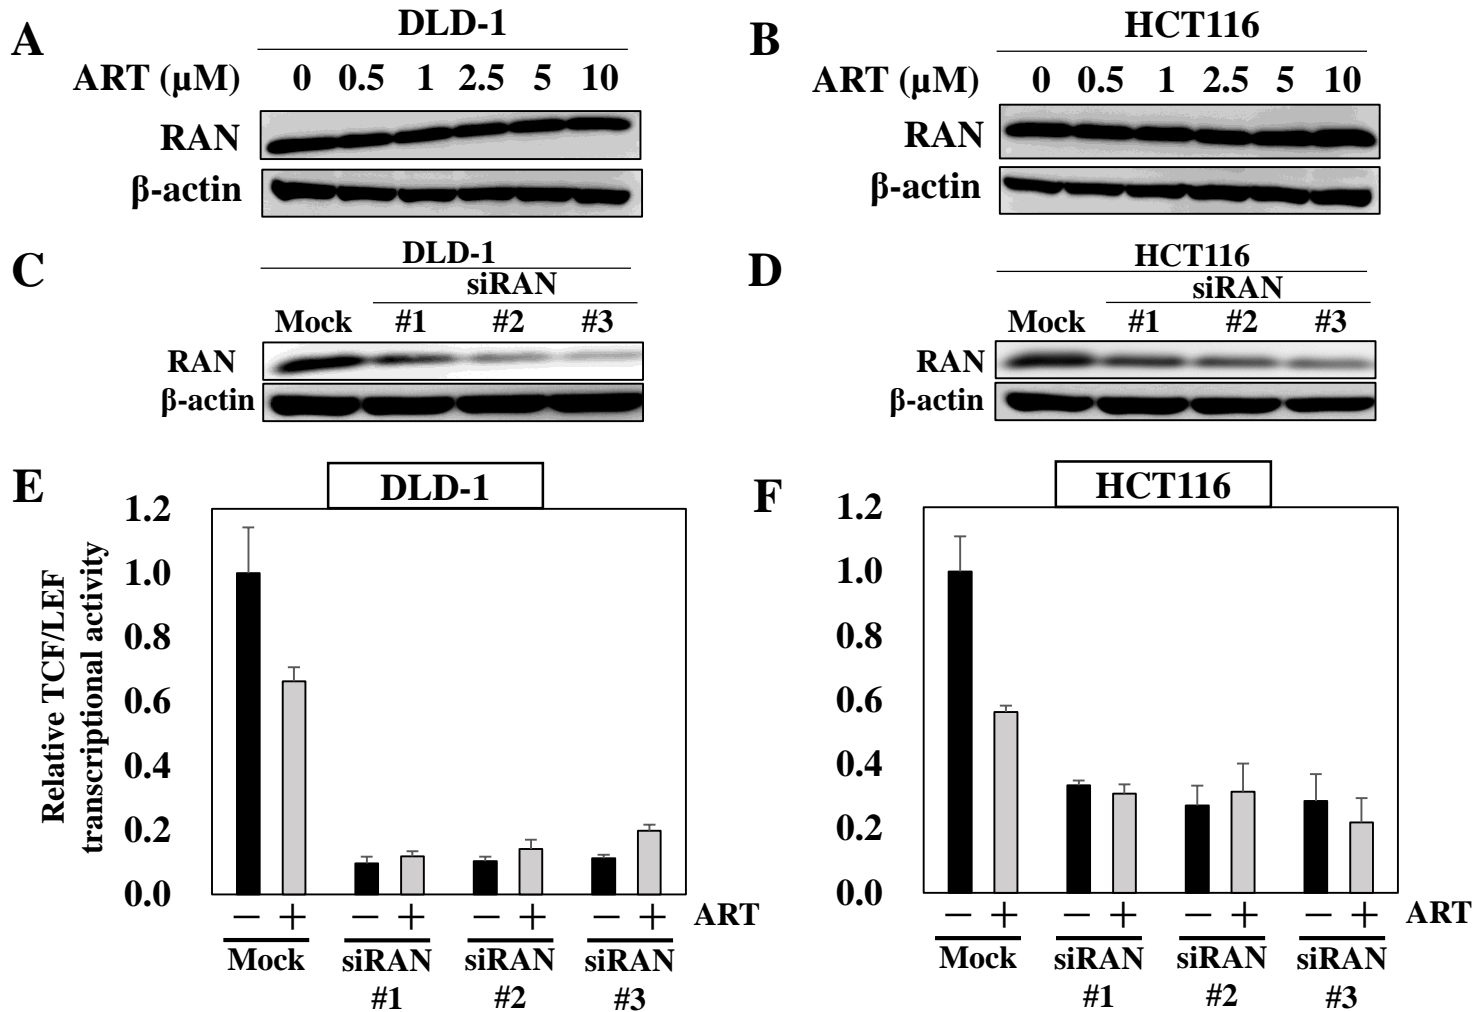 A
DLD-1
ART (μM) 0 0.5 1 2.5 5 10
RAN
β-actin
B
HCT116
ART (μM) 0 0.5 1 2.5 5 10
RAN
β-actin
C
DLD-1
siRAN
Mock #1 #2 #3
RAN
β-actin
D
HCT116
siRAN
Mock #1 #2 #3
RAN
β-actin
E
DLD-1
Relative TCF/LEF
transcriptional activity
1.2
1.0
0.8
0.6
0.4
0.2
0.0
− + − + − + − + ART
Mock siRAN siRAN siRAN
#1 #2 #3
F
HCT116
1.2
1.0
0.8
0.6
0.4
0.2
0.0
− + − + − + − + ART
Mock siRAN siRAN siRAN
#1 #2 #3